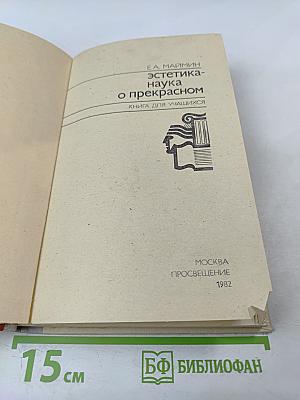 Е.А. МАЙМИН
ЭСТЕТИКА-
НАУКА
О ПРЕКРАСНОМ
КНИГА ДЛЯ УЧАЩИХСЯ
МОСКВА
ПРОСВЕЩЕНИЕ
1982
15 см
БФ БИБЛИОФАН